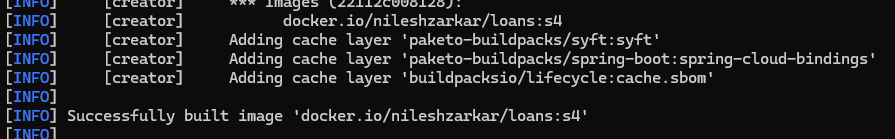 [INFO]     [creator]     *** Images (22112c008128):
[INFO]     [creator]           docker.io/nileshzarkar/loans:s4
[INFO]     [creator]     Adding cache layer 'paketo-buildpacks/syft:syft'
[INFO]     [creator]     Adding cache layer 'paketo-buildpacks/spring-boot:spring-cloud-bindings'
[INFO]     [creator]     Adding cache layer 'buildpacksio/lifecycle:cache.sbom'
[INFO]
[INFO] Successfully built image 'docker.io/nileshzarkar/loans:s4'
[INFO]